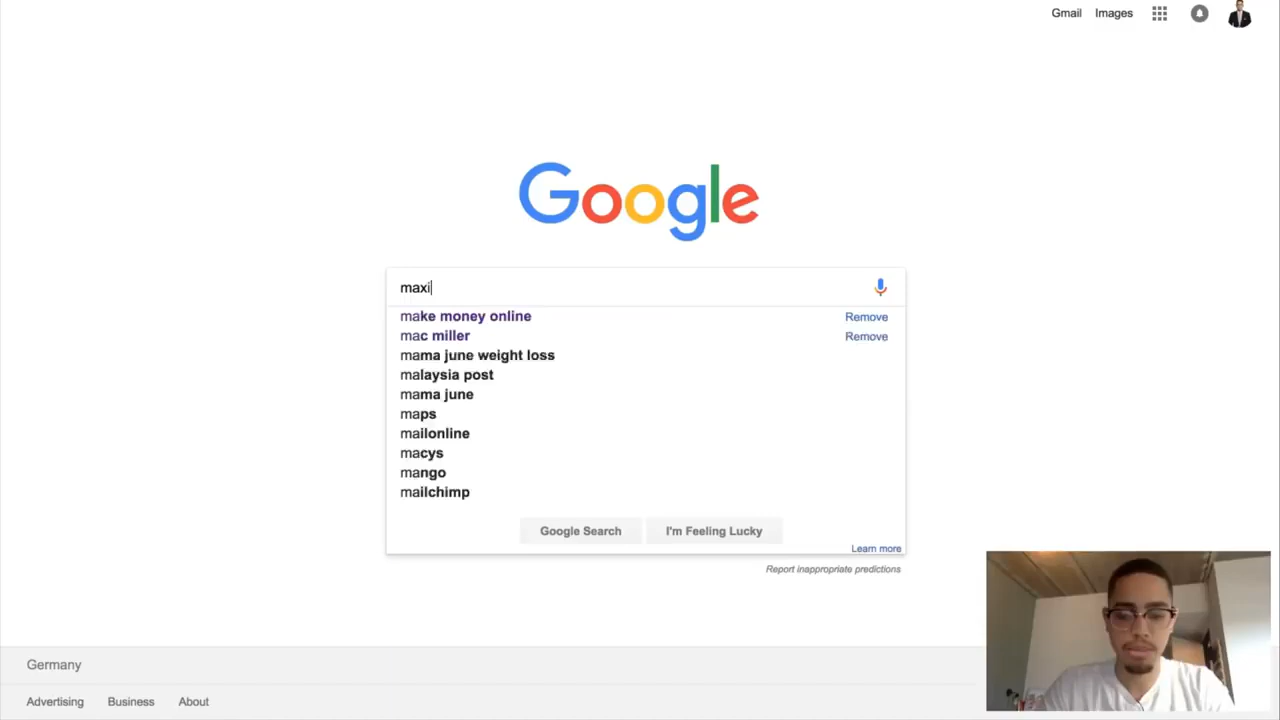 Gmail Images
Google
maxi
make money online Remove
mac miller Remove
mama june weight loss
malaysia post
mama june
maps
mailonline
macys
mango
mailchimp
Google Search I'm Feeling Lucky
Learn more
Report inappropriate predictions
Germany
Advertising Business About